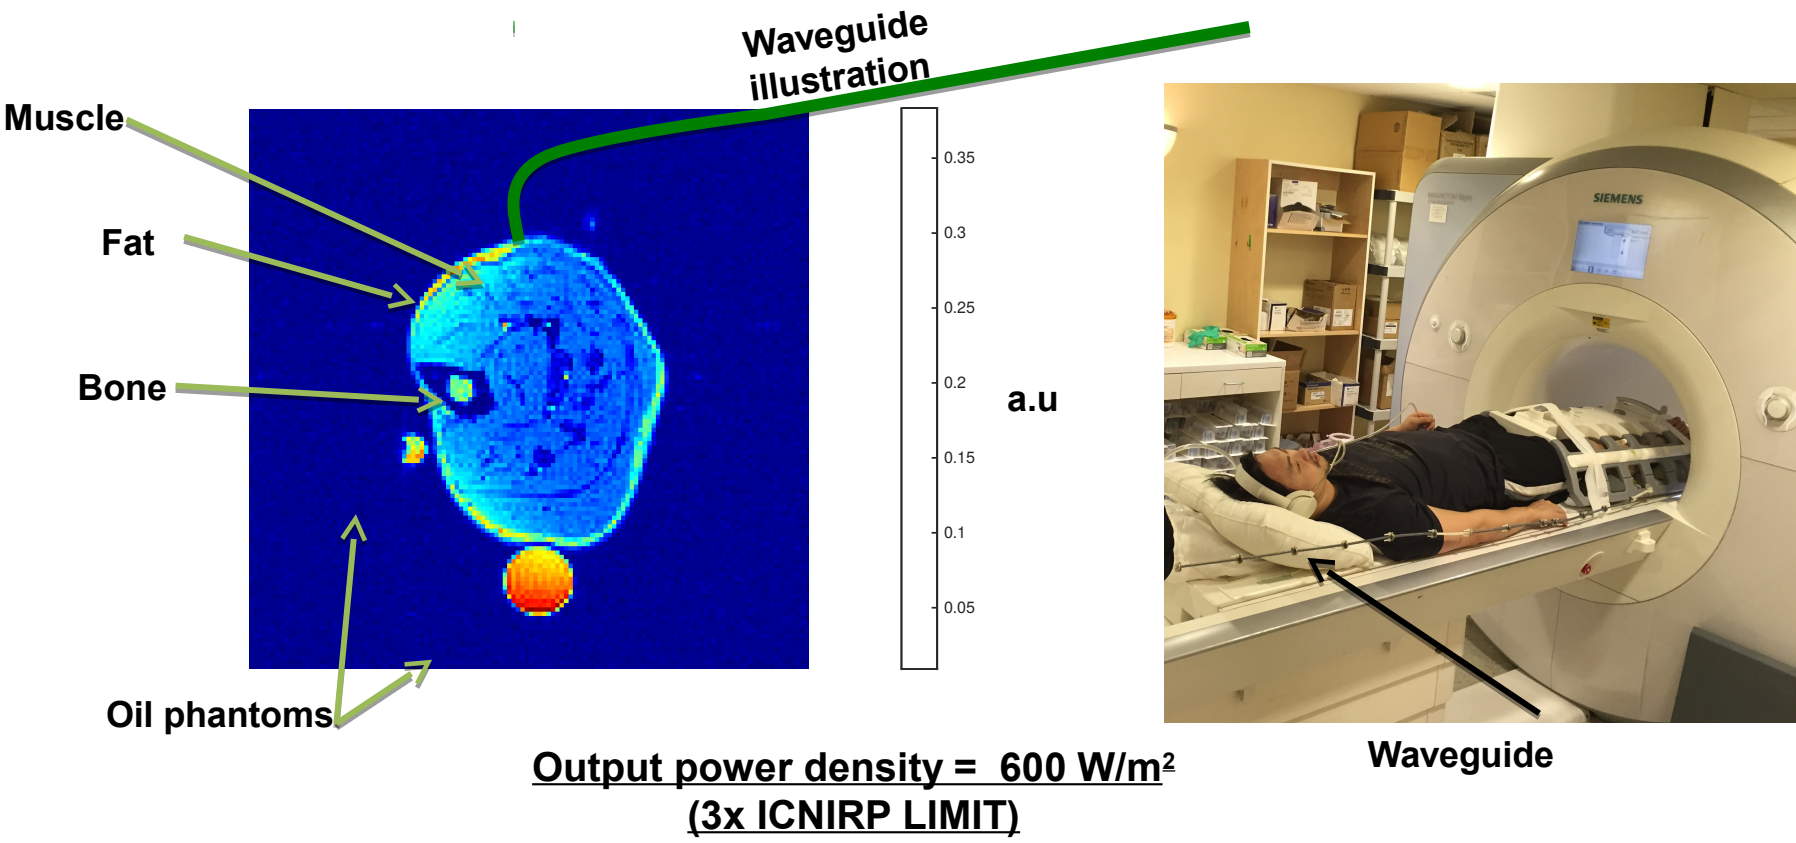 Waveguide
illustration
Muscle
Fat
Bone
Oil phantoms
0.35
0.3
0.25
0.2
0.15
0.1
0.05
a.u
SIEMENS
Waveguide
Output power density = 600 W/m²
(3x ICNIRP LIMIT)